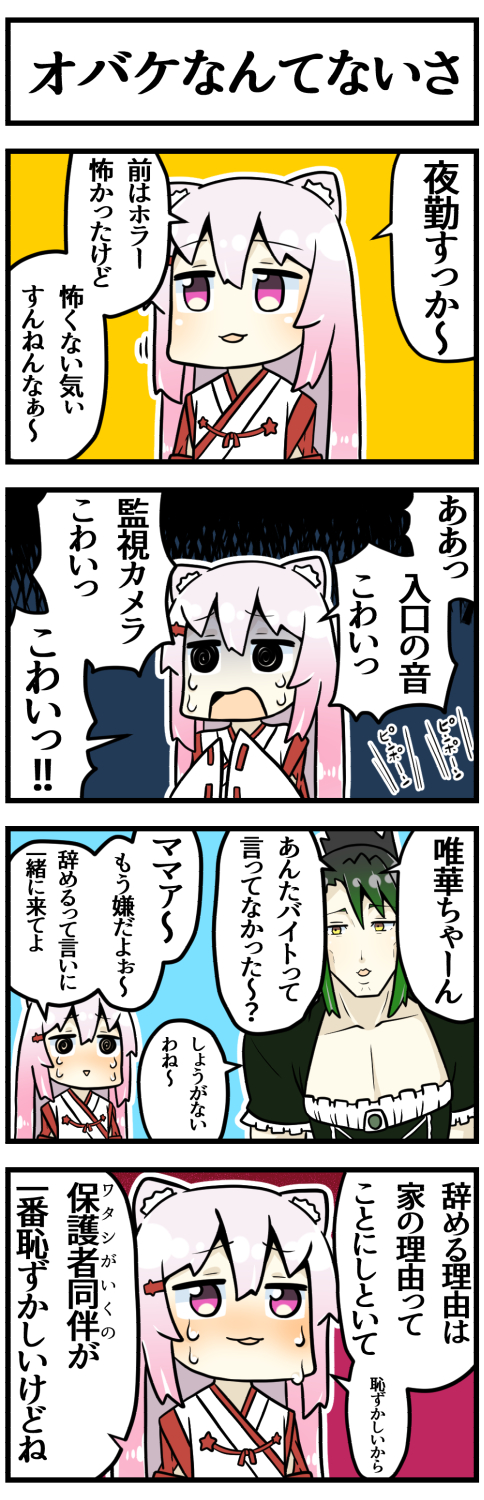 オバケなんてないさ
夜勤すっか〜
前はホラー
怖かったけど
怖くない気ぃ
すんねんなぁ〜
ああっ
入口の音
こわいっ
ピンポーン
ピンポーン
監視カメラ
こわいっ
こわいっ!!
唯華ちゃーん
あんたバイトって
言ってなかった〜?
ママァ〜
もう嫌だよぉ〜
辞めるって言いに
一緒に来てよ
しょうがない
わね〜
辞める理由は
家の理由って
ことにしといて
恥ずかしいから
ワタシがいくの
保護者同伴が
一番恥ずかしいけどね